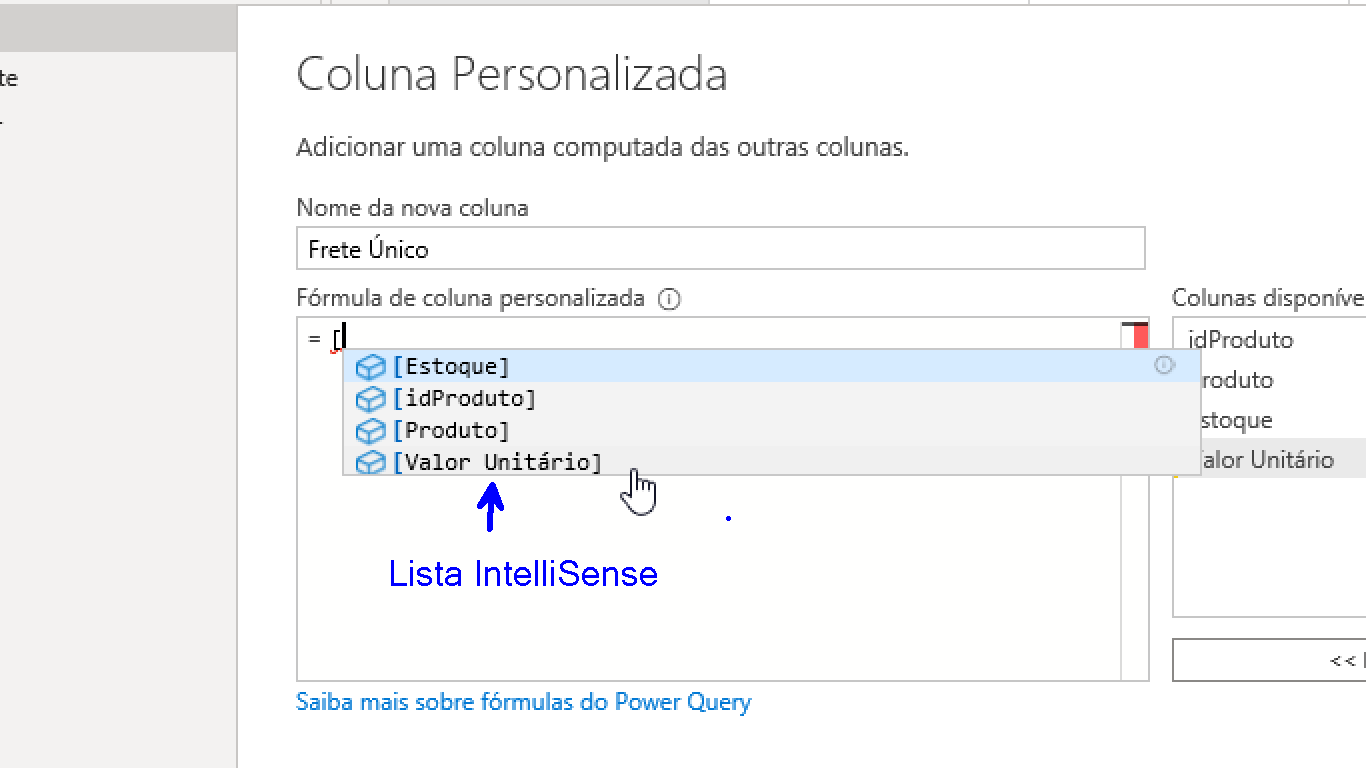 te
Coluna Personalizada
Adicionar uma coluna computada das outras colunas.
Nome da nova coluna
Frete Único
Fórmula de coluna personalizada
Colunas disponíve
= [
idProduto
[Estoque]
[idProduto]
roduto
[Produto]
stoque
[Valor Unitário]
alor Unitário
Lista IntelliSense
<<
Saiba mais sobre fórmulas do Power Query